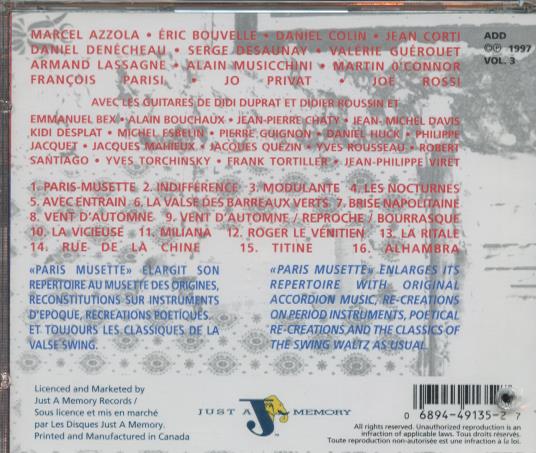 MARCEL AZZOLA • ÉRIC BOUVELLE • DANIEL COLIN • JEAN CORTI
DANIEL DENÉCHEAU • SERGE DESAUNAY • VALÉRIE GUÉROUET
ARMAND LASSAGNE • ALAIN MUSICCHINI • MARTIN O'CONNOR
FRANÇOIS PARISI • JO PRIVAT • JOË ROSSI
ADD
©℗ 1997
VOL. 3
AVEC LES GUITARES DE DIDI DUPRAT ET DIDIER ROUSSIN ET
EMMANUEL BEX • ALAIN BOUCHAUX • JEAN-PIERRE CHATY • JEAN-MICHEL DAVIS
KIDI DESPLAT • MICHEL ESBELIN • PIERRE GUIGNON • DANIEL HUCK • PHILIPPE
JACQUET • JACQUES MAHIEUX • JACQUES QUÉZIN • YVES ROUSSEAU • ROBERT
SANTIAGO • YVES TORCHINSKY • FRANK TORTILLER • JEAN-PHILIPPE VIRET
1. PARIS-MUSETTE 2. INDIFFÉRENCE 3. MODULANTE 4. LES NOCTURNES
5. AVEC ENTRAIN 6. LA VALSE DES BARREAUX VERTS 7. BRISE NAPOLITAINE
8. VENT D'AUTOMNE 9. VENT D'AUTOMNE / REPROCHE / BOURRASQUE
10. LA VICIEUSE 11. MILIANA 12. ROGER LE VÉNITIEN 13. LA RITALE
14. RUE DE LA CHINE 15. TITINE 16. ALHAMBRA
«PARIS MUSETTE» ÉLARGIT SON
RÉPERTOIRE AU MUSETTE DES ORIGINES,
RECONSTITUTIONS SUR INSTRUMENTS
D'ÉPOQUE, RÉCRÉATIONS POÉTIQUES...
ET TOUJOURS LES CLASSIQUES DE LA
VALSE SWING.
«PARIS MUSETTE» ENLARGES ITS
REPERTOIRE WITH ORIGINAL
ACCORDION MUSIC, RE-CREATIONS
ON PERIOD INSTRUMENTS, POETICAL
RE-CREATIONS AND THE CLASSICS OF
THE SWING WALTZ AS USUAL.
Licenced and Marketed by
Just A Memory Records /
Sous licence et mis en marché
par Les Disques Just A Memory.
Printed and Manufactured in Canada
JUST A MEMORY
0 6894-49135-2 7
All Rights Reserved. Unauthorized reproduction is an
infraction of applicable laws. Tous droits réservés.
Toute reproduction non-autorisée est une infraction à la loi.